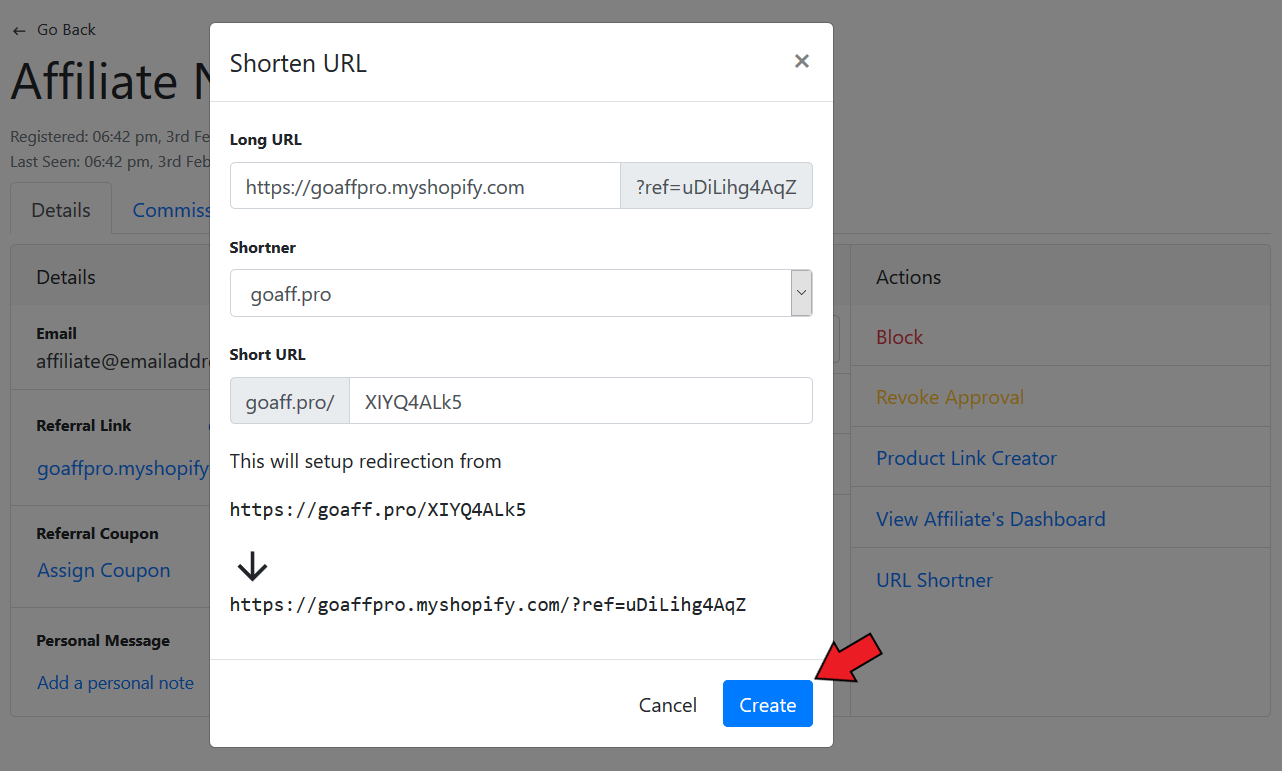 ← Go Back
Affiliate
Registered: 06:42 pm, 3rd Fe
Last Seen: 06:42 pm, 3rd Feb
Details
Commiss
Details
Email
affiliate@emailaddr
Referral Link
goaffpro.myshopify
Referral Coupon
Assign Coupon
Personal Message
Add a personal note
Shorten URL
×
Long URL
https://goaffpro.myshopify.com ?ref=uDiLihg4AqZ
Shortner
goaff.pro
Short URL
goaff.pro/ XIYQ4ALk5
This will setup redirection from
https://goaff.pro/XIYQ4ALk5
↓
https://goaffpro.myshopify.com/?ref=uDiLihg4AqZ
Cancel Create
Actions
Block
Revoke Approval
Product Link Creator
View Affiliate's Dashboard
URL Shortner